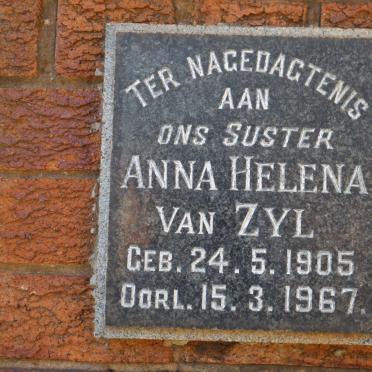 TER NAGEDAGTENIS
AAN
ONS SUSTER
ANNA HELENA
VAN ZYL
GEB. 24. 5. 1905
OORL. 15. 3. 1967.